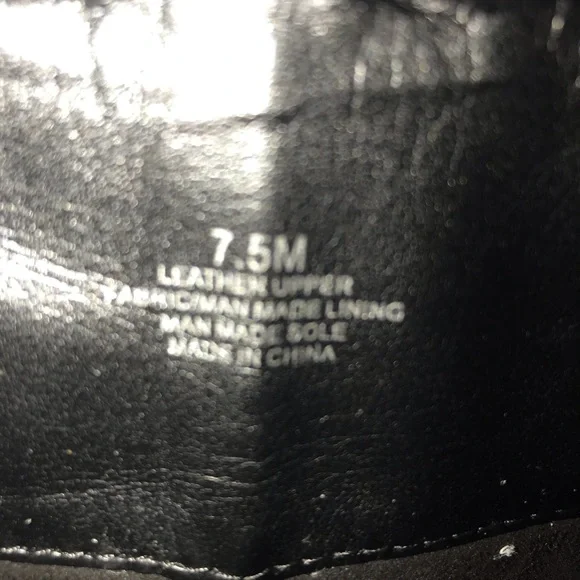 7.5M
LEATHER UPPER
FABRIC/MAN MADE LINING
MAN MADE SOLE
MADE IN CHINA